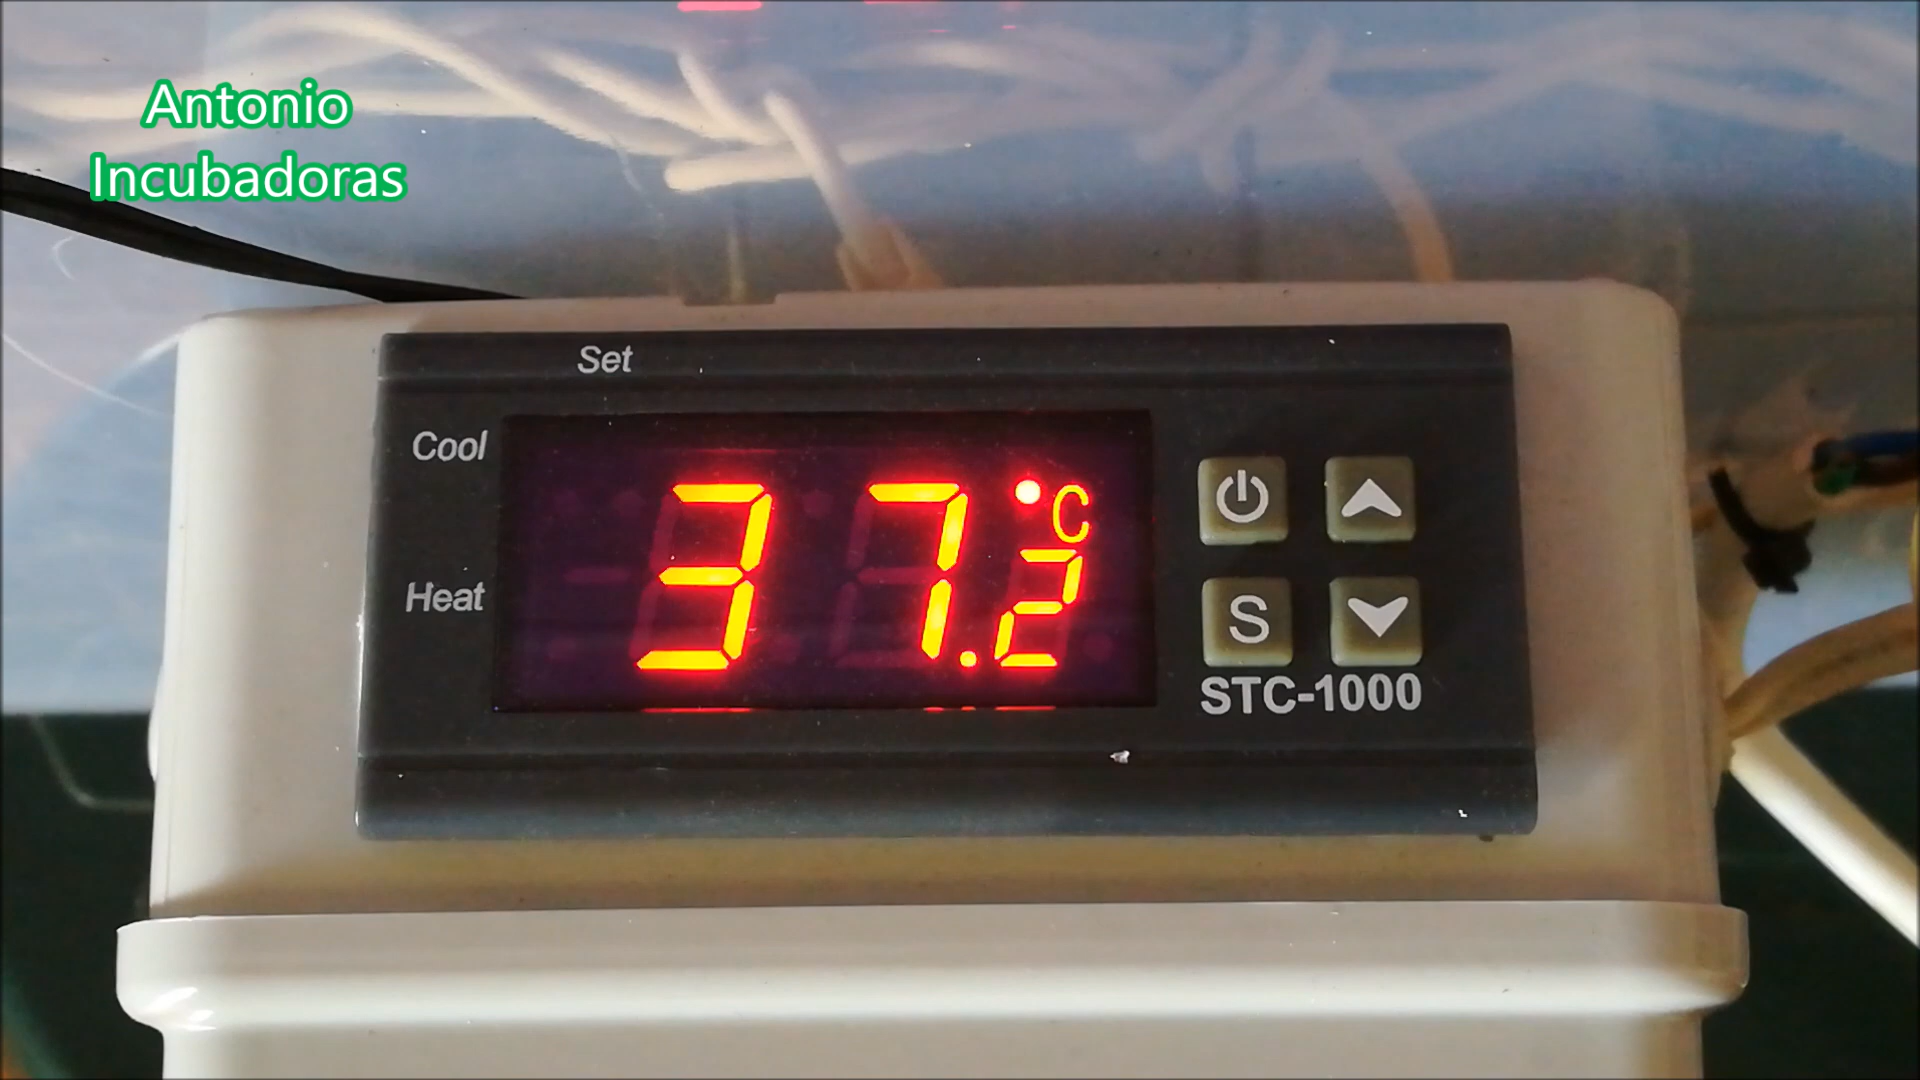 Antonio
Incubadoras
Set
Cool
Heat
37.2
°C
S
STC-1000